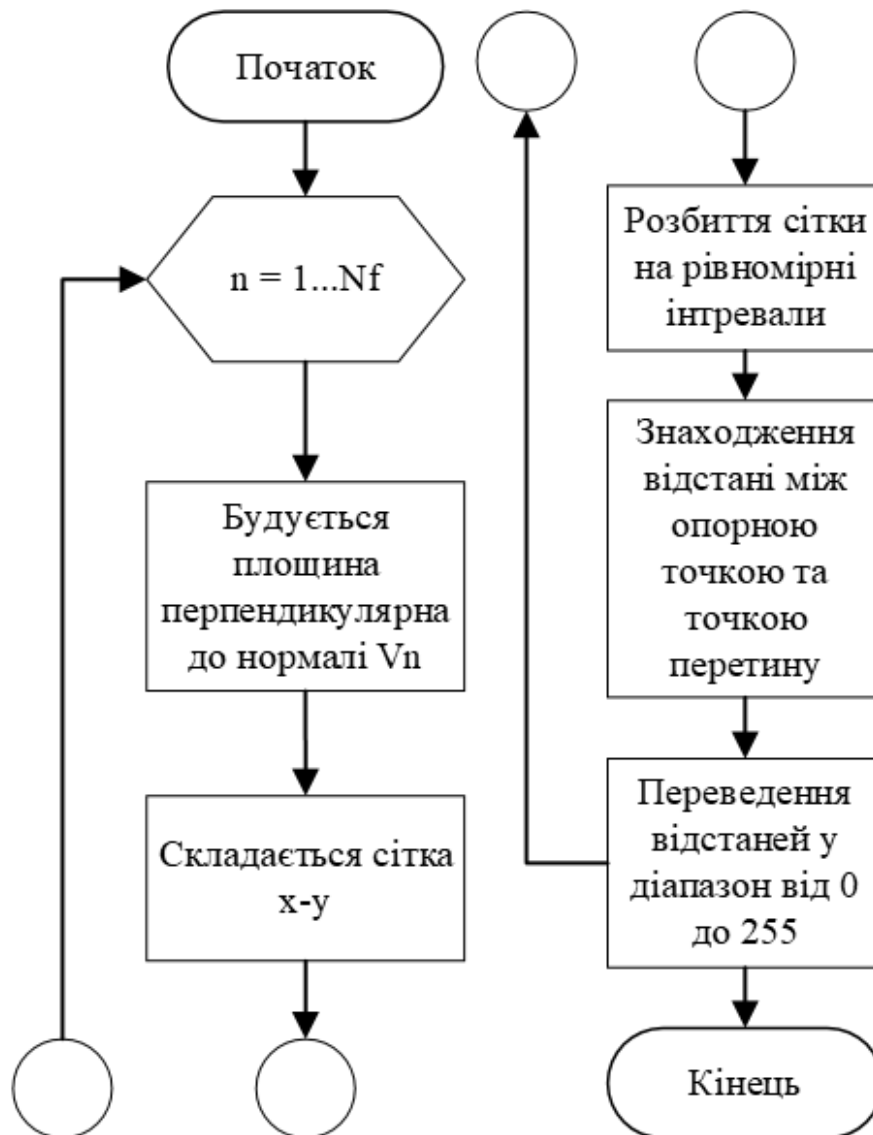 Початок
n = 1...Nf
Будується
площина
перпендикулярна
до нормалі Vn
Складається сітка
x-y
Розбиття сітки
на рівномірні
інтревали
Знаходження
відстані між
опорною
точкою та
точкою
перетину
Переведення
відстаней у
діапазон від 0
до 255
Кінець